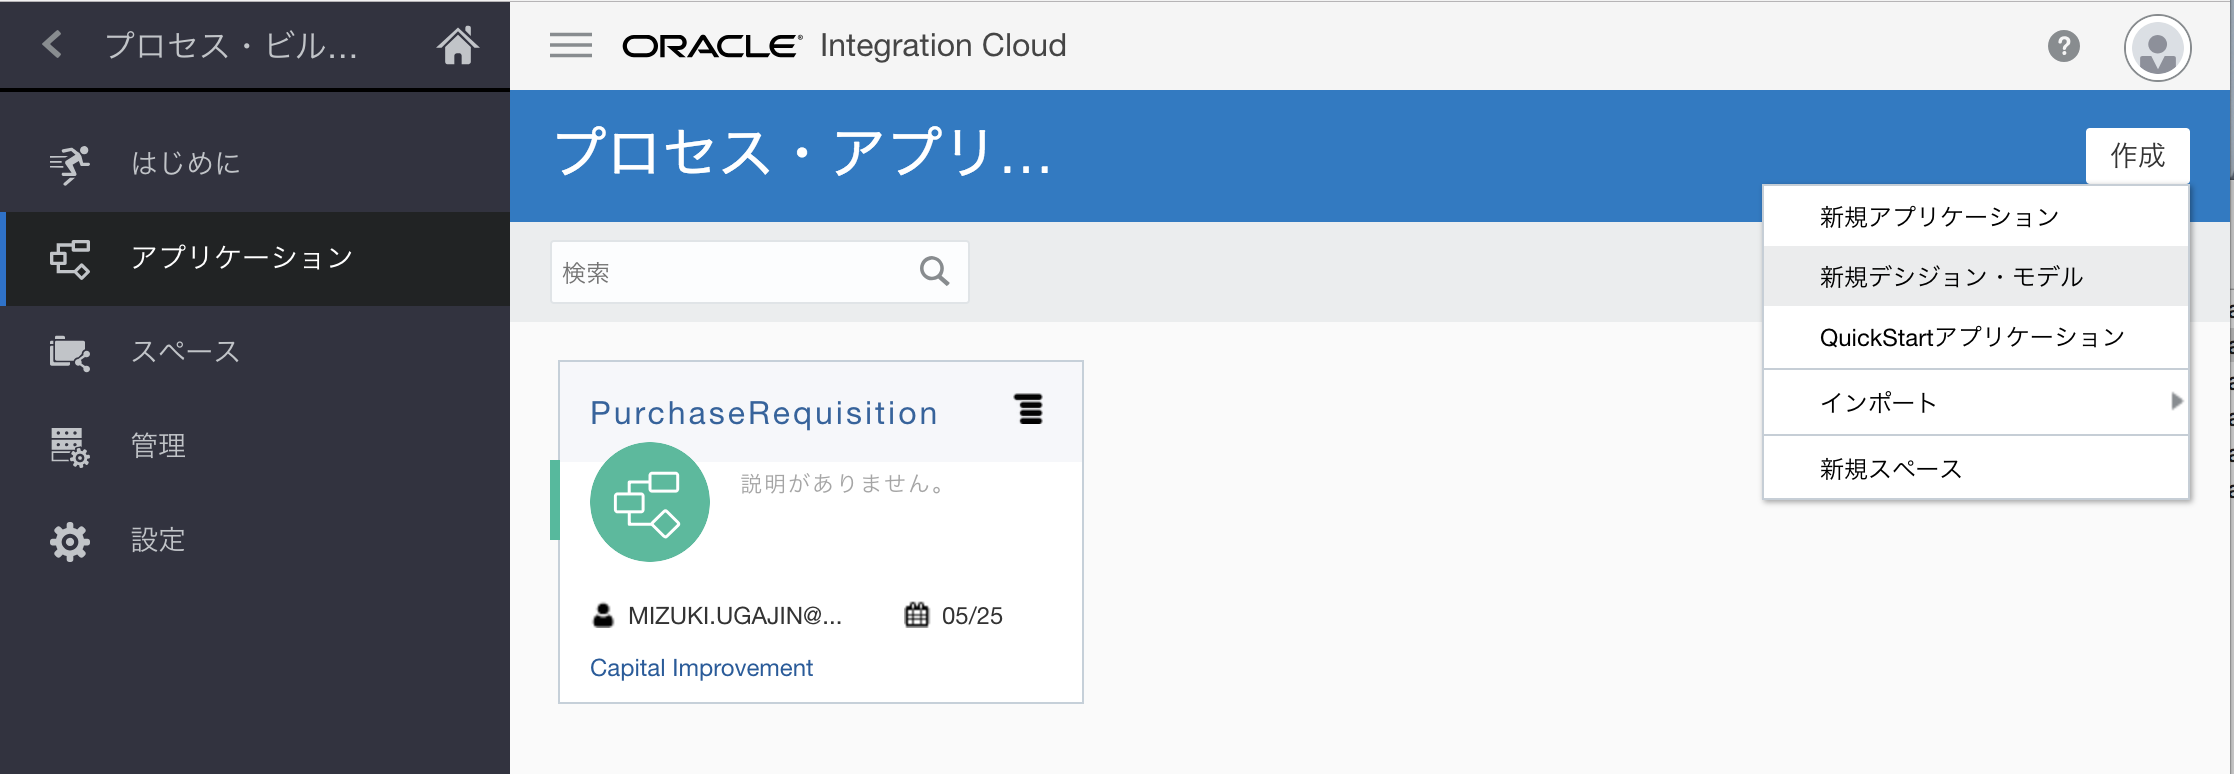 プロセス・ビル...
ORACLE® Integration Cloud
?
はじめに
アプリケーション
スペース
管理
設定
プロセス・アプリ...
作成
新規アプリケーション
新規デシジョン・モデル
QuickStartアプリケーション
インポート
新規スペース
検索
PurchaseRequisition
説明がありません。
MIZUKI.UGAJIN@...
05/25
Capital Improvement